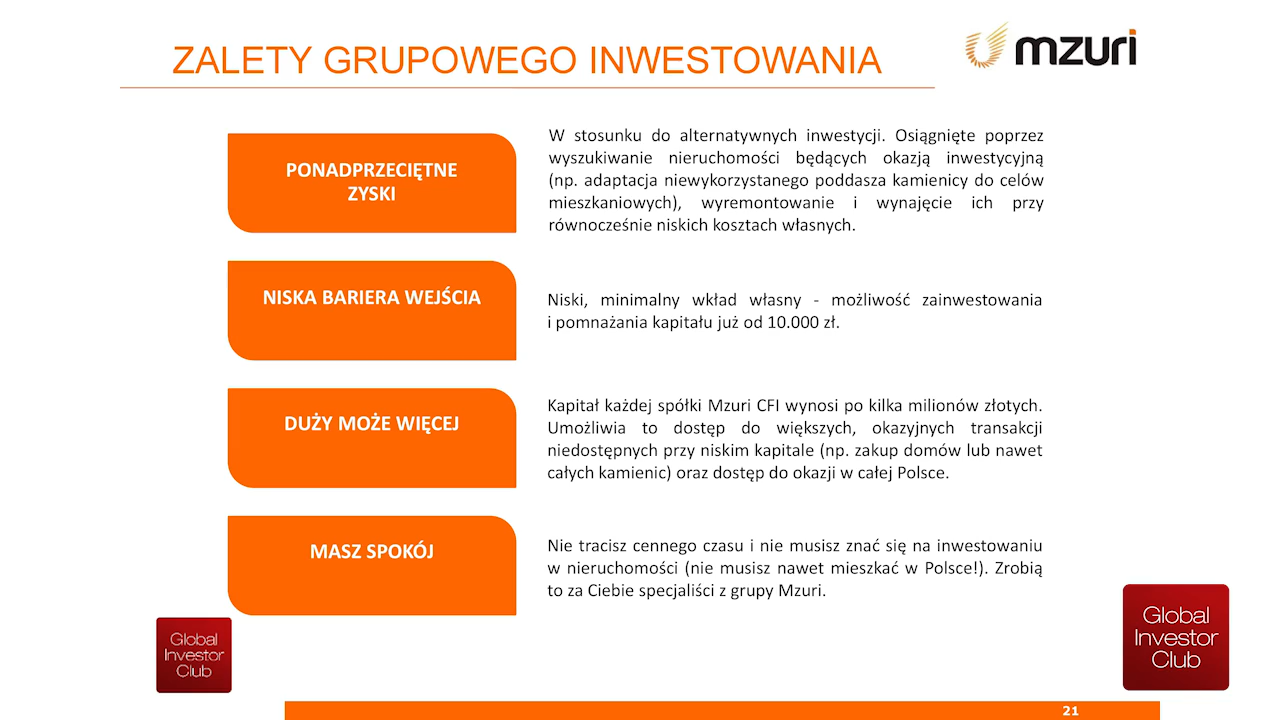 ZALETY GRUPOWEGO INWESTOWANIA
mzuri
PONADPRZECIĘTNE
ZYSKI
W stosunku do alternatywnych inwestycji. Osiągnięte poprzez
wyszukiwanie nieruchomości będących okazją inwestycyjną
(np. adaptacja niewykorzystanego poddasza kamienicy do celów
mieszkaniowych), wyremontowanie i wynajęcie ich przy
równocześnie niskich kosztach własnych.
NISKA BARIERA WEJŚCIA
Niski, minimalny wkład własny - możliwość zainwestowania
i pomnażania kapitału już od 10.000 zł.
DUŻY MOŻE WIĘCEJ
Kapitał każdej spółki Mzuri CFI wynosi po kilka milionów złotych.
Umożliwia to dostęp do większych, okazyjnych transakcji
niedostępnych przy niskim kapitale (np. zakup domów lub nawet
całych kamienic) oraz dostęp do okazji w całej Polsce.
MASZ SPOKÓJ
Nie tracisz cennego czasu i nie musisz znać się na inwestowaniu
w nieruchomości (nie musisz nawet mieszkać w Polsce!). Zrobią
to za Ciebie specjaliści z grupy Mzuri.
Global
Investor
Club
Global
Investor
Club
21